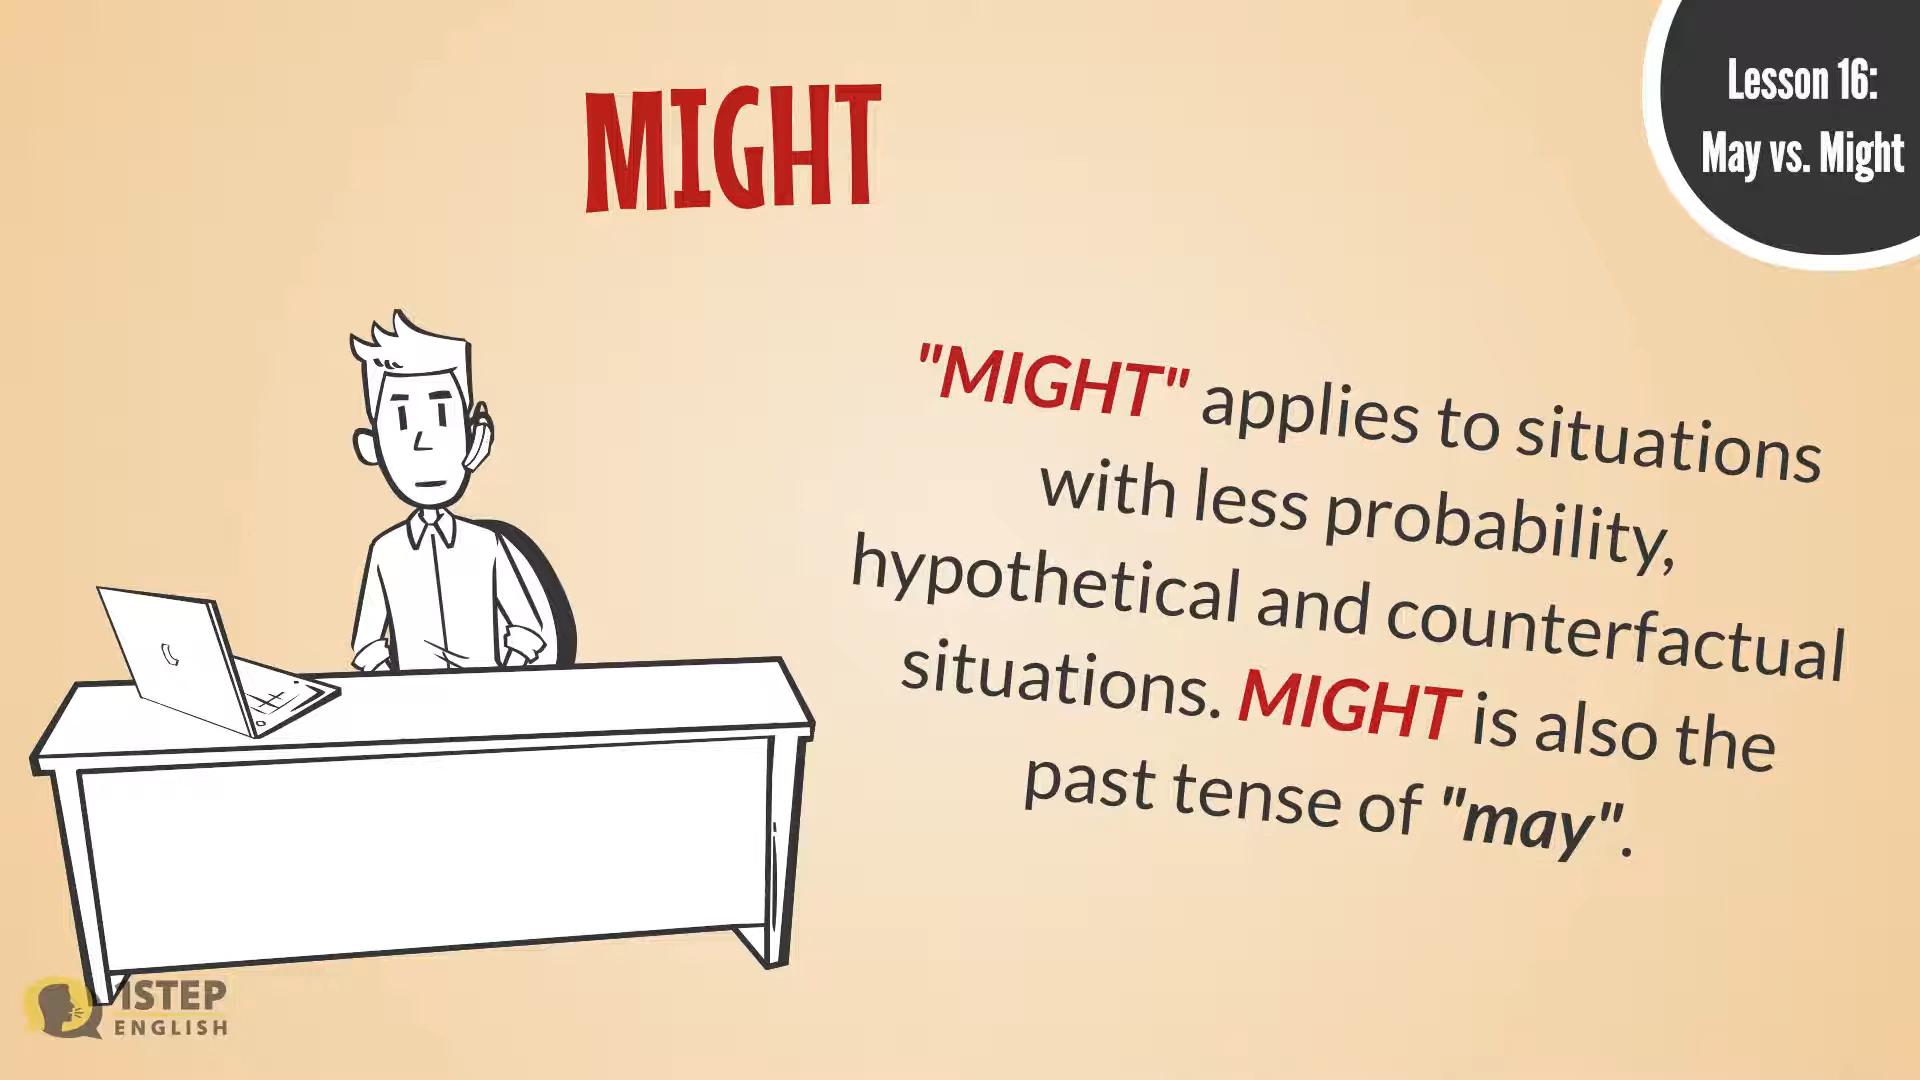 MIGHT
Lesson 16:
May vs. Might
"MIGHT" applies to situations
with less probability,
hypothetical and counterfactual
situations. MIGHT is also the
past tense of "may".
1STEP
ENGLISH